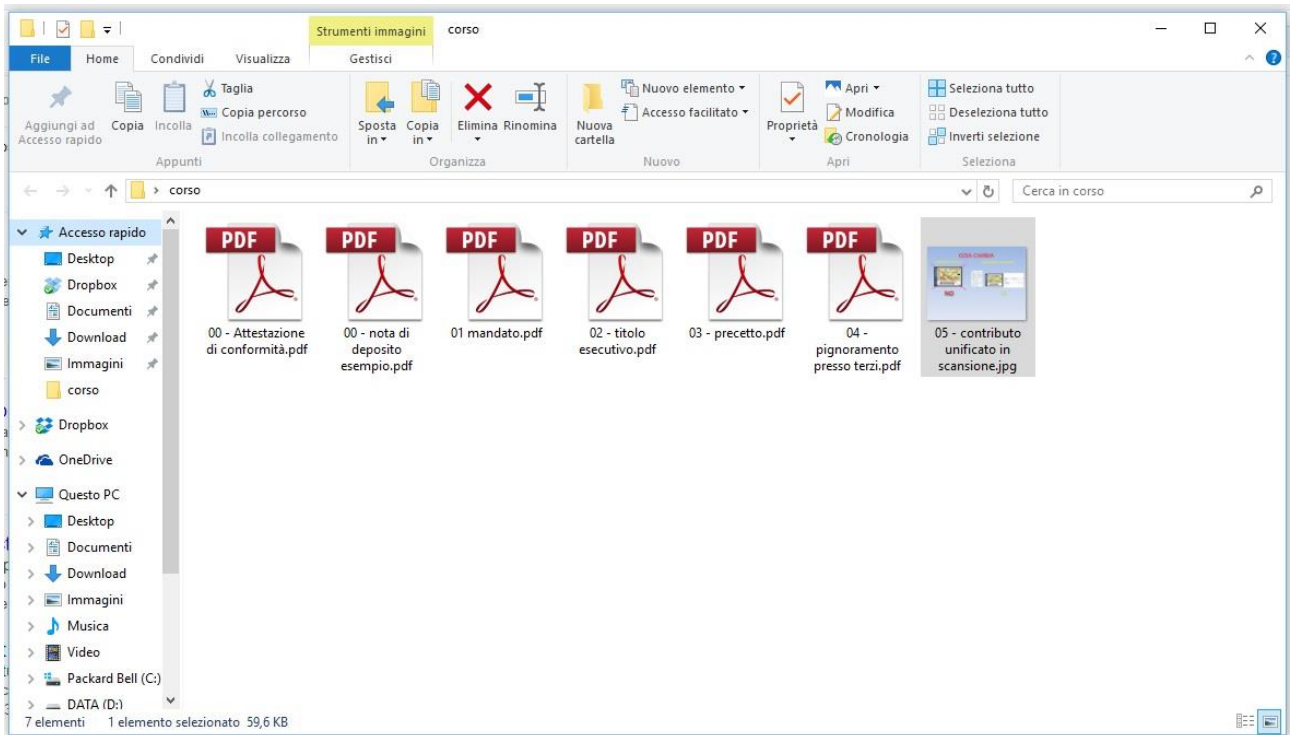 Strumenti immagini corso
File Home Condividi Visualizza Gestisci
Aggiungi ad Accesso rapido
Copia
Incolla
Taglia
Copia percorso
Incolla collegamento
Appunti
Sposta in
Copia in
Elimina
Rinomina
Organizza
Nuova cartella
Nuovo elemento
Accesso facilitato
Nuovo
Proprietà
Apri
Modifica
Cronologia
Apri
Seleziona tutto
Deseleziona tutto
Inverti selezione
Seleziona
corso
Cerca in corso
Accesso rapido
Desktop
Dropbox
Documenti
Download
Immagini
corso
Dropbox
OneDrive
Questo PC
Desktop
Documenti
Download
Immagini
Musica
Video
Packard Bell (C:)
DATA (D:)
PDF
00 - Attestazione
di conformità.pdf
PDF
00 - nota di
deposito
esempio.pdf
PDF
01 mandato.pdf
PDF
02 - titolo
esecutivo.pdf
PDF
03 - precetto.pdf
PDF
04 -
pignoramento
presso terzi.pdf
COSA CAMBIA
NO
05 - contributo
unificato in
scansione.jpg
7 elementi 1 elemento selezionato 59,6 KB